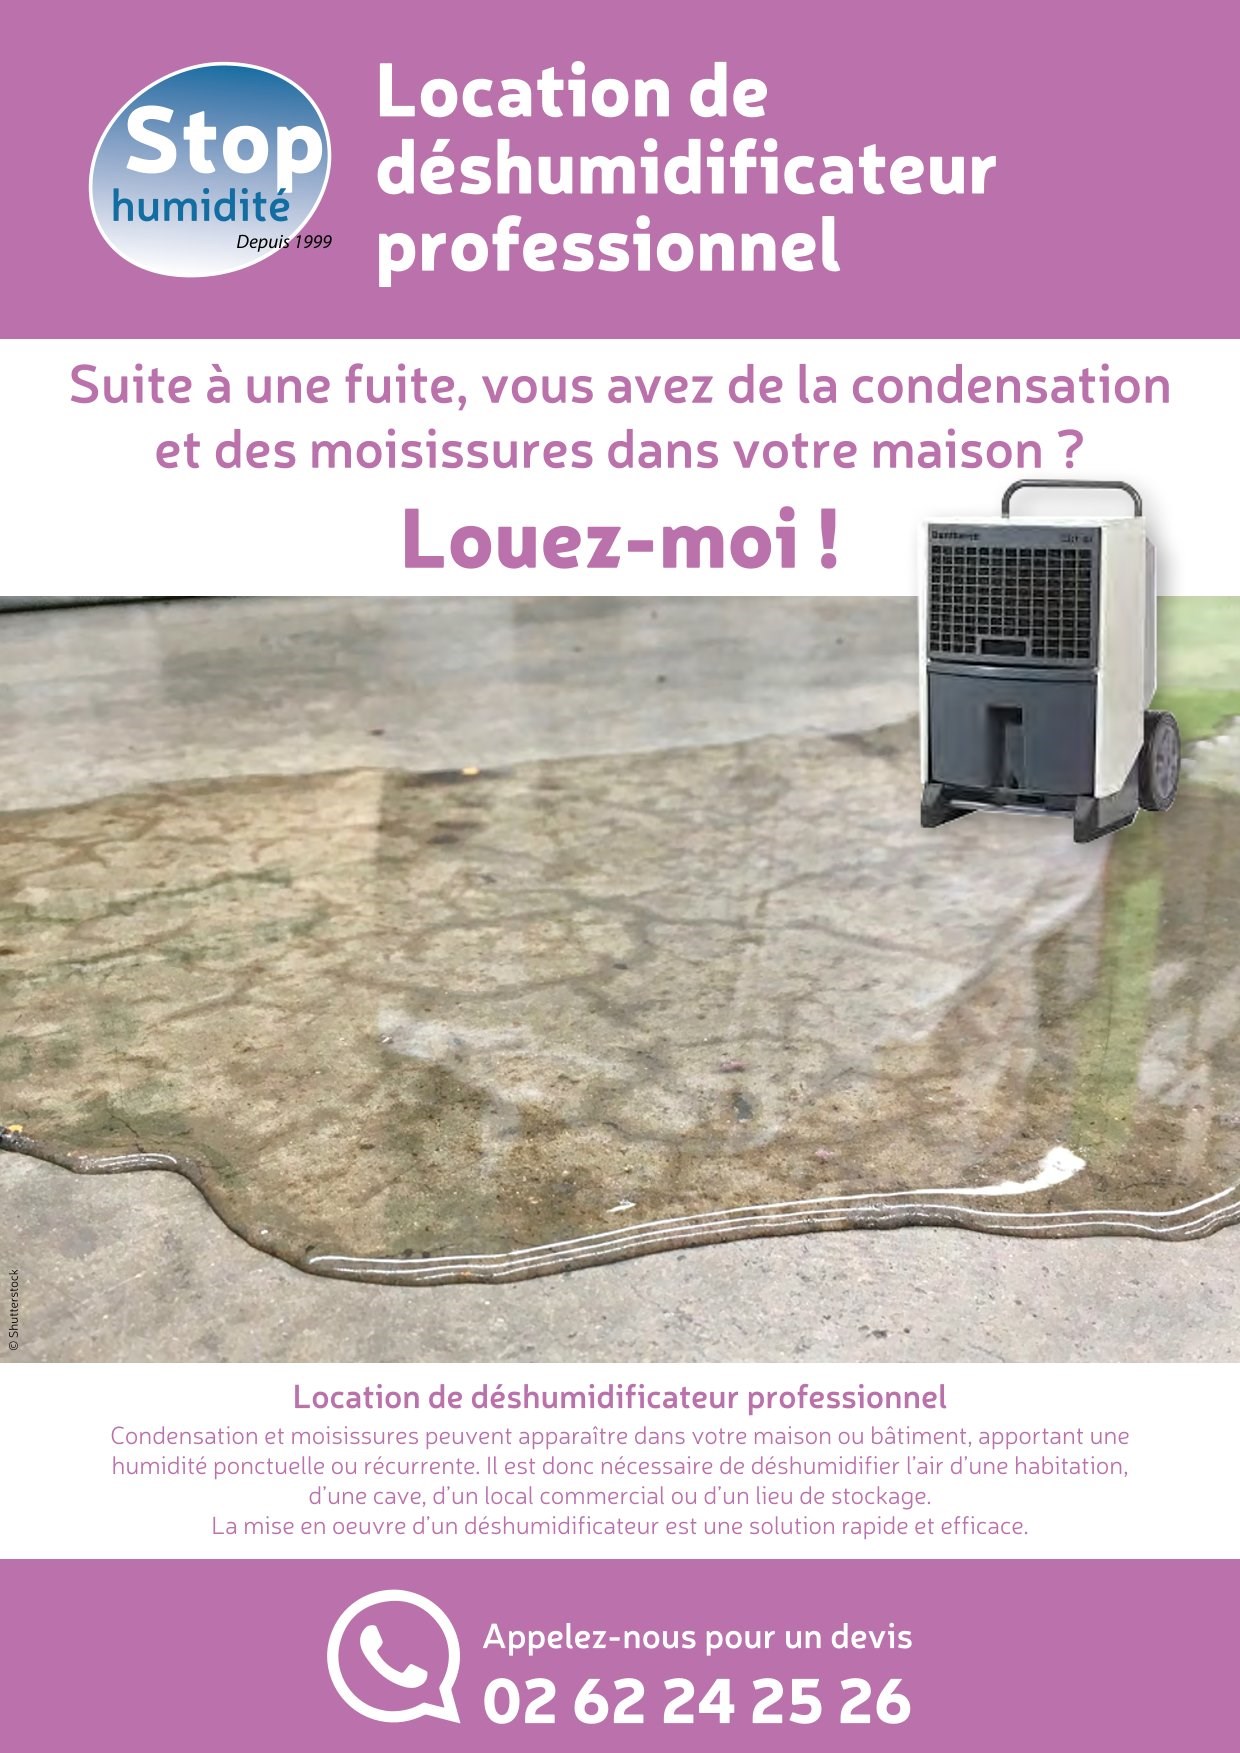 Stop
humidité
Depuis 1999
Location de
déshumidificateur
professionnel
Suite à une fuite, vous avez de la condensation
et des moisissures dans votre maison ?
Louez-moi !
© Shutterstock
Location de déshumidificateur professionnel
Condensation et moisissures peuvent apparaître dans votre maison ou bâtiment, apportant une
humidité ponctuelle ou récurrente. Il est donc nécessaire de déshumidifier l’air d’une habitation,
d’une cave, d’un local commercial ou d’un lieu de stockage.
La mise en oeuvre d’un déshumidificateur est une solution rapide et efficace.
Appelez-nous pour un devis
02 62 24 25 26